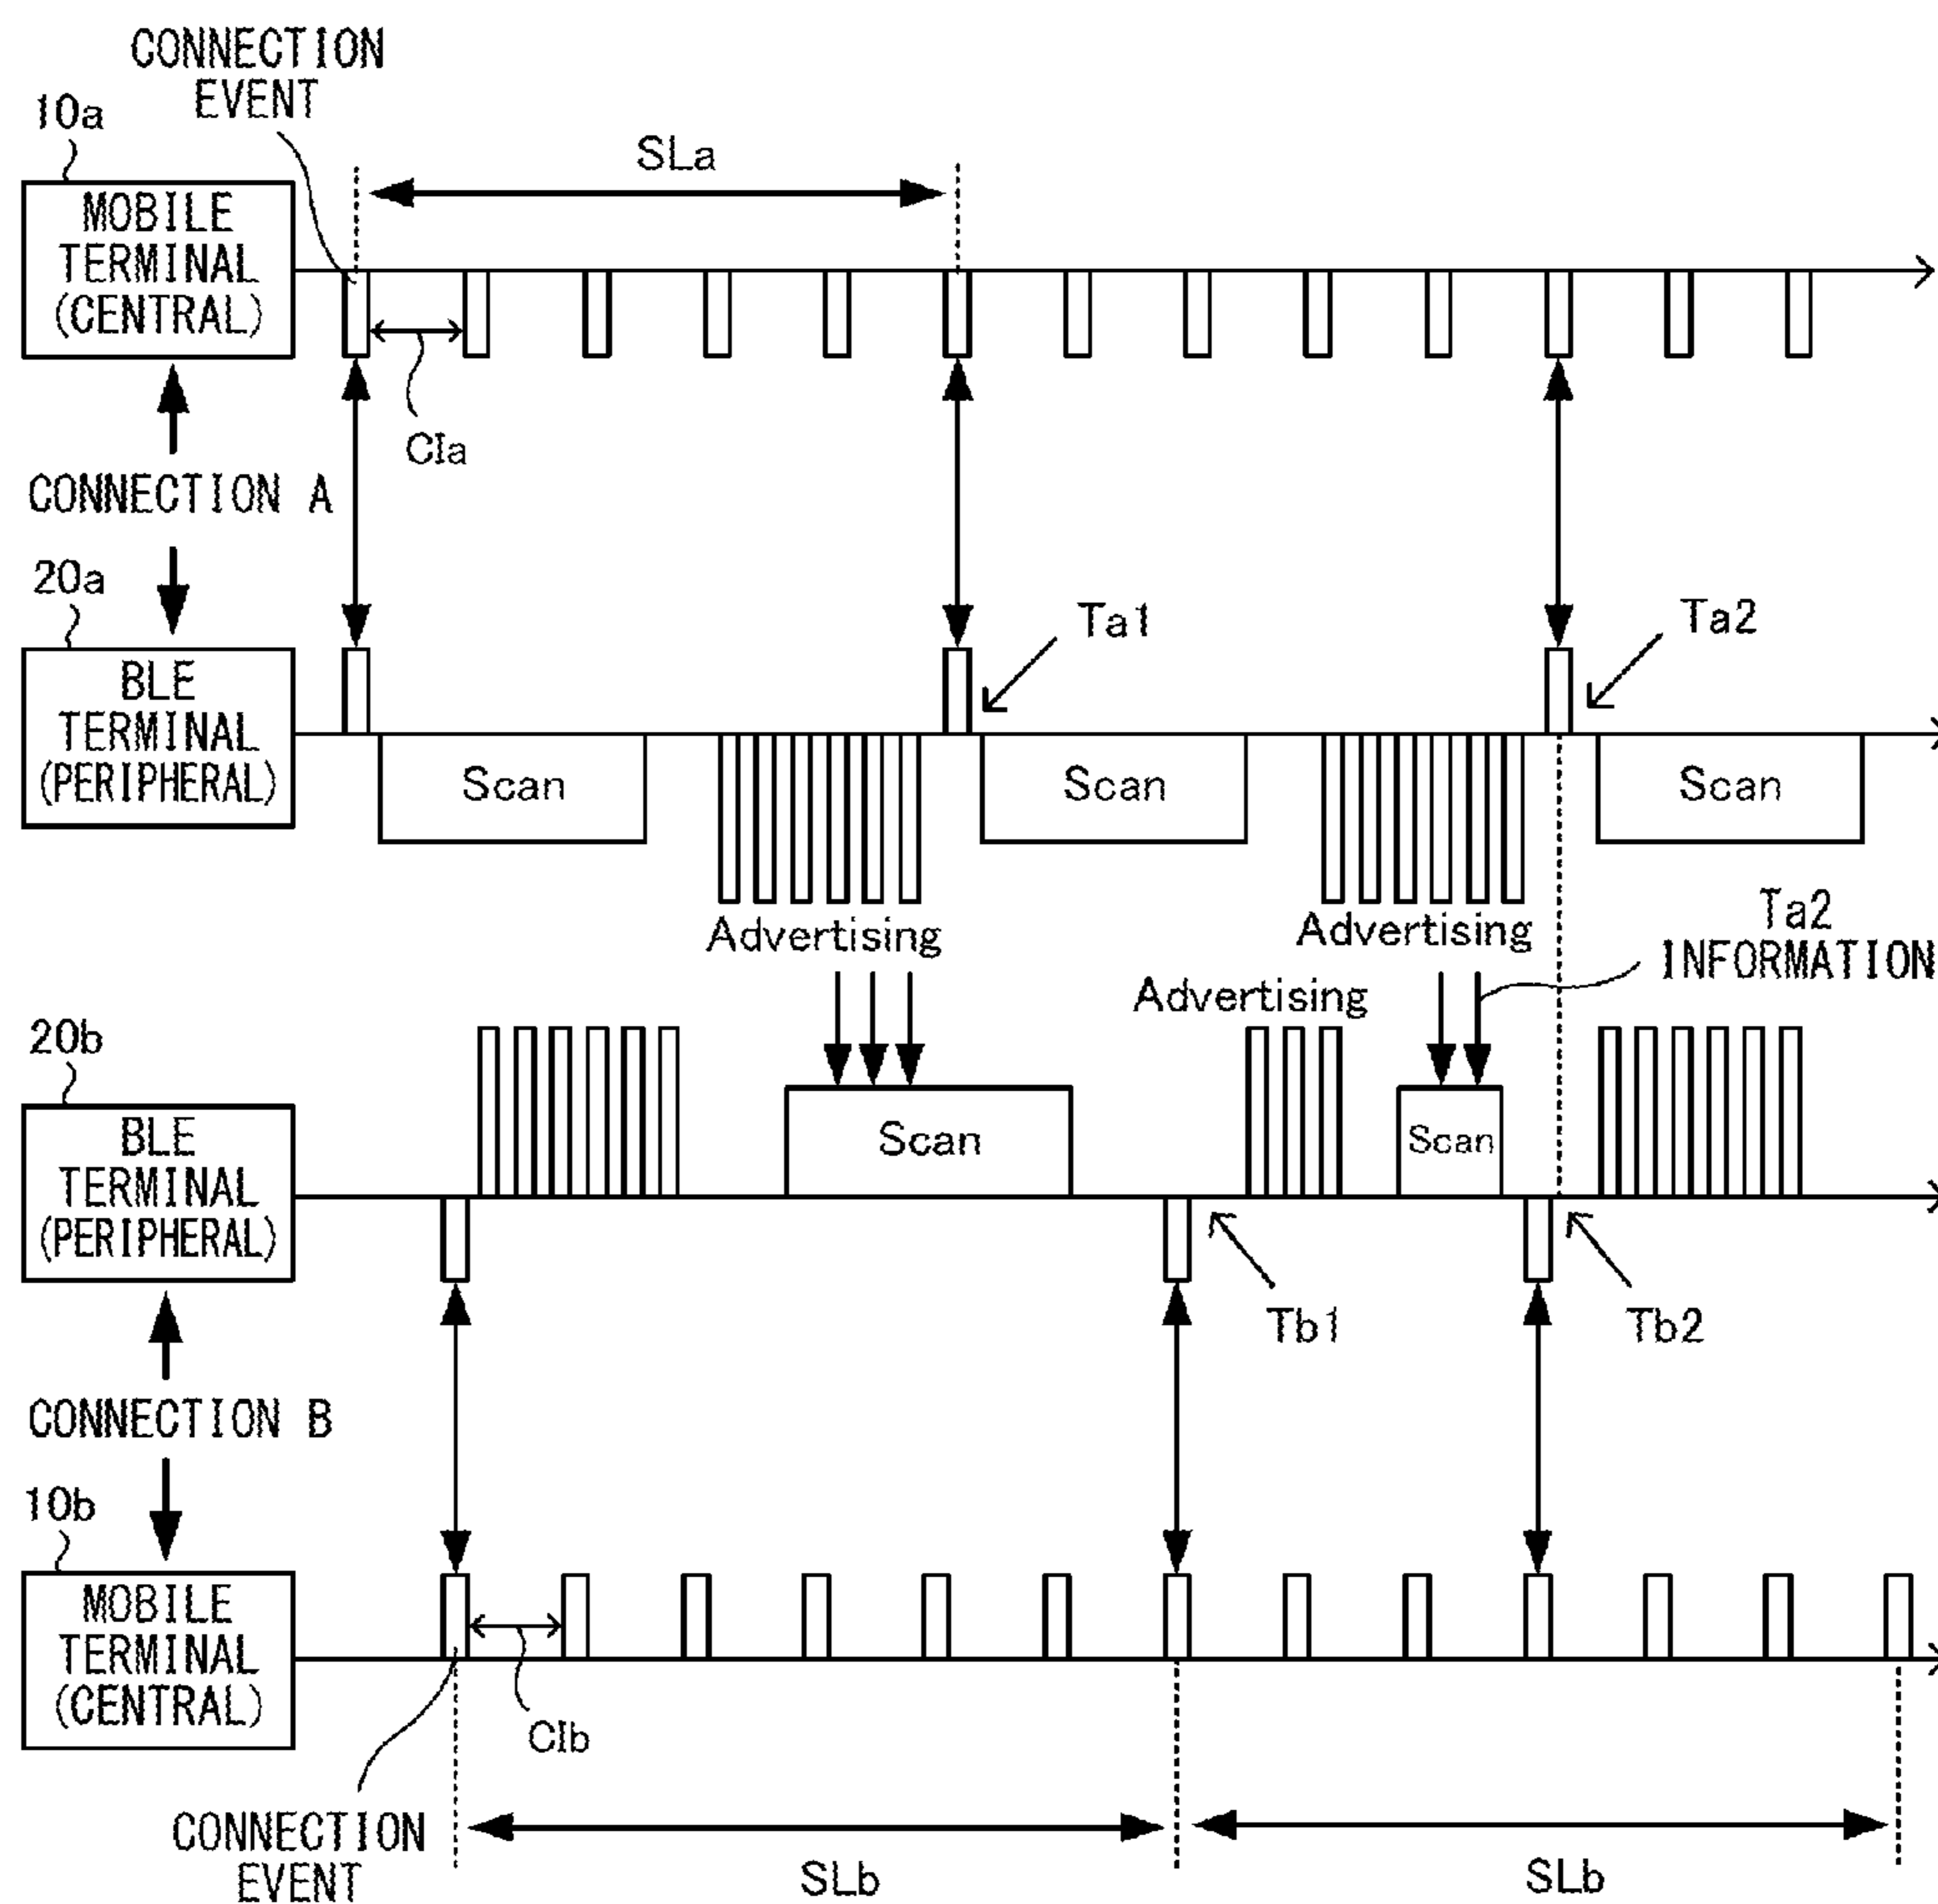 CONNECTION
EVENT
10a
SLa
MOBILE
TERMINAL
(CENTRAL)
CIa
CONNECTION A
20a
Ta1
Ta2
BLE
TERMINAL
(PERIPHERAL)
Scan
Scan
Scan
Advertising
Advertising
Ta2
INFORMATION
Advertising
20b
BLE
TERMINAL
(PERIPHERAL)
Scan
Scan
Tb1
Tb2
CONNECTION B
10b
MOBILE
TERMINAL
(CENTRAL)
CIb
CONNECTION
EVENT
SLb
SLb